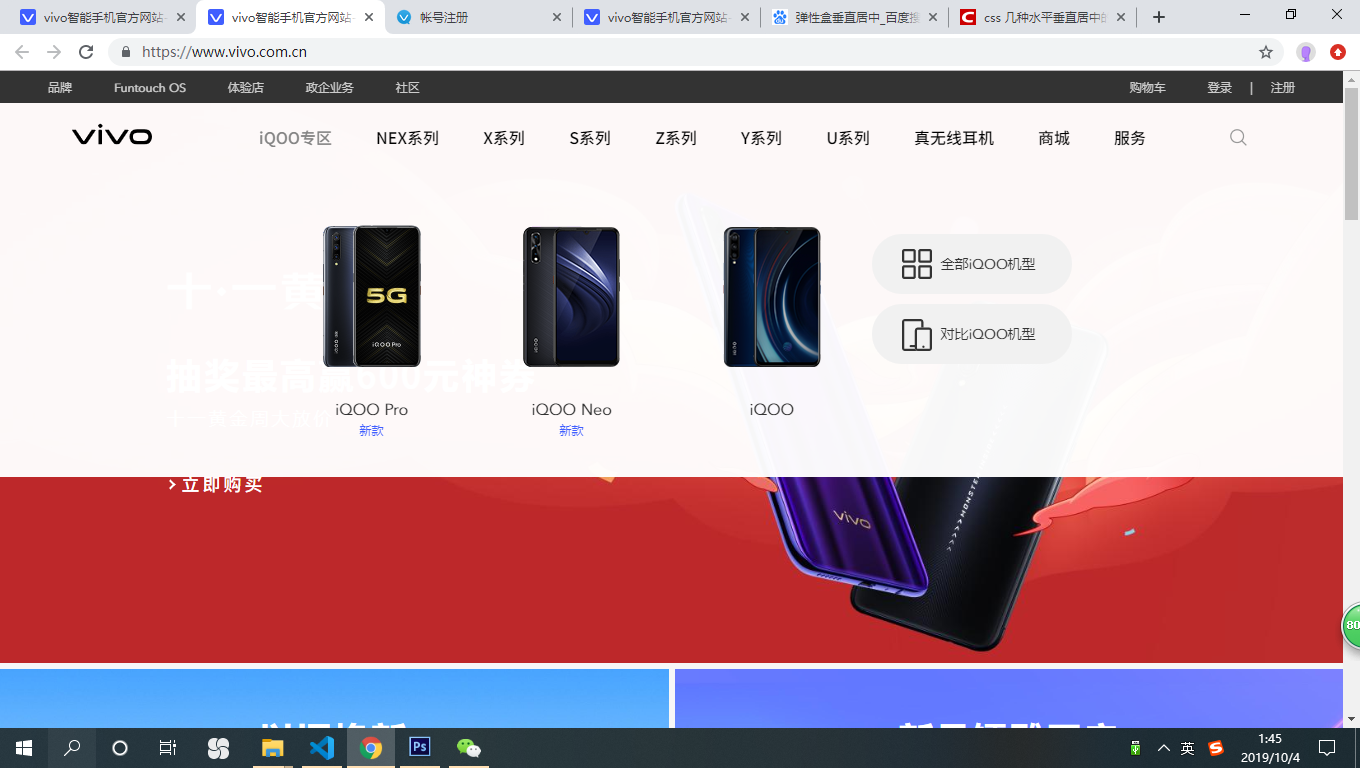 vivo智能手机官方网站-
vivo智能手机官方网站-
帐号注册
vivo智能手机官方网站-
弹性盒垂直居中_百度搜
css 几种水平垂直居中的
https://www.vivo.com.cn
品牌 Funtouch OS 体验店 政企业务 社区 购物车 登录 | 注册
vivo iQOO专区 NEX系列 X系列 S系列 Z系列 Y系列 U系列 真无线耳机 商城 服务
全部iQOO机型
十·一黄
5G
iQOO Pro
对比iQOO机型
抽奖最高赢600元神券
iQOO Pro iQOO Neo iQOO
十一黄金周大放价
新款 新款
> 立即购买
vivo
>>>>>>MONSTER
80
Ps
英
1:45
2019/10/4